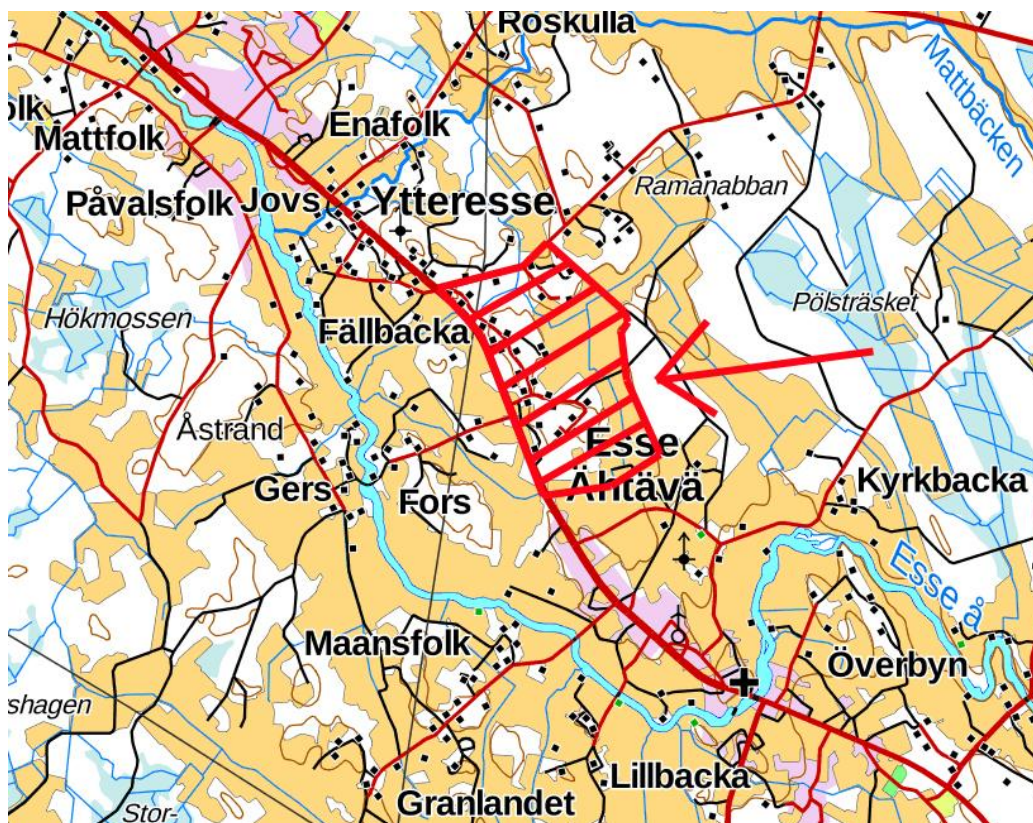 Roskulla
Mattbäcken
Enafolk
Mattfolk
Ramanabban
Påvalsfolk
Jovs
Ytteresse
Pölsträsket
Hökmossen
Fällbacka
Åstrand
Esse
Ähtävä
Kyrkbacka
Gers
Fors
Esse å
Maansfolk
Överbyn
shagen
Lillbacka
Granlandet
Stor-